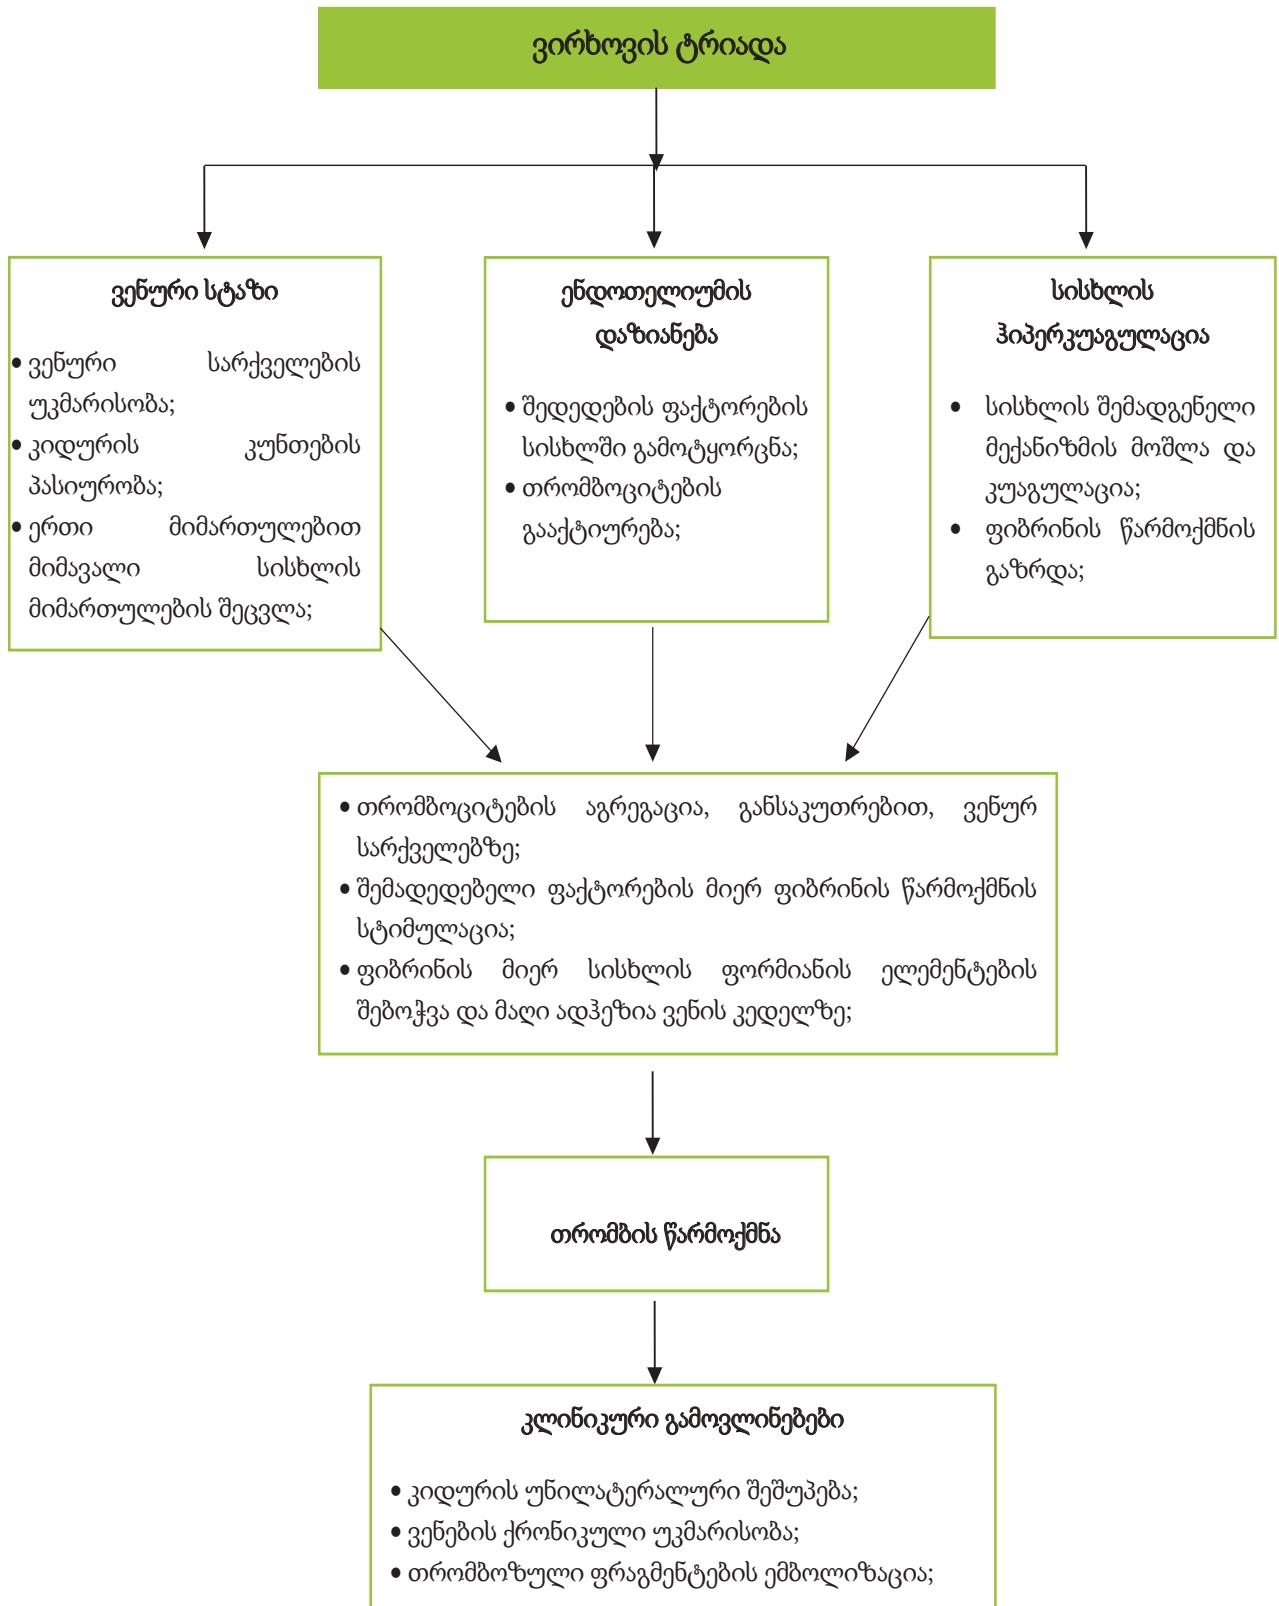 ვირხოვის ტრიადა
ვენური სტაზი
• ვენური სარქველების
უკმარისობა;
• კიდურის კუნთების
პასიურობა;
• ერთი მიმართულებით
მიმავალი სისხლის
მიმართულების შეცვლა;
ენდოთელიუმის
დაზიანება
• შედედების ფაქტორების
სისხლში გამოტყორცნა;
• თრომბოციტების
გააქტიურება;
სისხლის
ჰიპერკუაგულაცია
• სისხლის შემადგენელი
მექანიზმის მოშლა და
კუაგულაცია;
• ფიბრინის წარმოქმნის
გაზრდა;
• თრომბოციტების აგრეგაცია, განსაკუთრებით, ვენურ
სარქველებზე;
• შემადედებელი ფაქტორების მიერ ფიბრინის წარმოქმნის
სტიმულაცია;
• ფიბრინის მიერ სისხლის ფორმიანის ელემენტების
შებოჭვა და მაღი ადჰეზია ვენის კედელზე;
თრომბის წარმოქმნა
კლინიკური გამოვლინებები
• კიდურის უნილატერალური შეშუპება;
• ვენების ქრონიკული უკმარისობა;
• თრომბოზული ფრაგმენტების ემბოლიზაცია;